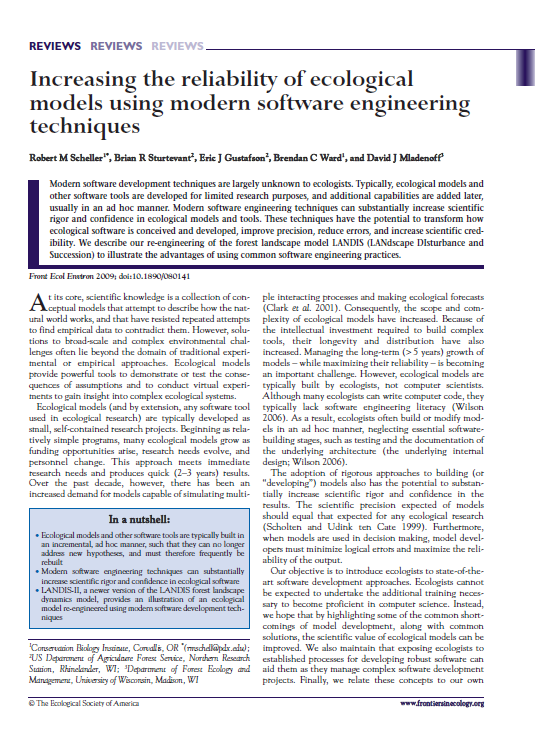 REVIEWS REVIEWS REVIEWS
Increasing the reliability of ecological
models using modern software engineering
techniques
Robert M Scheller1*, Brian R Sturtevant2, Eric J Gustafson2, Brendan C Ward1, and David J Mladenoff3
Modern software development techniques are largely unknown to ecologists. Typically, ecological models and
other software tools are developed for limited research purposes, and additional capabilities are added later,
usually in an ad hoc manner. Modern software engineering techniques can substantially increase scientific
rigor and confidence in ecological models and tools. These techniques have the potential to transform how
ecological software is conceived and developed, improve precision, reduce errors, and increase scientific cred-
ibility. We describe our re-engineering of the forest landscape model LANDIS (LANdscape DIsturbance and
Succession) to illustrate the advantages of using common software engineering practices.
Front Ecol Environ 2009; doi:10.1890/080141
At its core, scientific knowledge is a collection of con-
ceptual models that attempt to describe how the nat-
ural world works, and that have resisted repeated attempts
to find empirical data to contradict them. However, solu-
tions to broad-scale and complex environmental chal-
lenges often lie beyond the domain of traditional experi-
mental or empirical approaches. Ecological models
provide powerful tools to demonstrate or test the conse-
quences of assumptions and to conduct virtual experi-
ments to gain insight into complex ecological systems.
Ecological models (and by extension, any software tool
used in ecological research) are typically developed as
small, self-contained research projects. Beginning as rela-
tively simple programs, many ecological models grow as
funding opportunities arise, research needs evolve, and
personnel change. This approach meets immediate
research needs and produces quick (2–3 years) results.
Over the past decade, however, there has been an
increased demand for models capable of simulating multi-
In a nutshell:
• Ecological models and other software tools are typically built in
an incremental, ad hoc manner, such that they can no longer
address new hypotheses, and must therefore frequently be
rebuilt
• Modern software engineering techniques can substantially
increase scientific rigor and confidence in ecological software
• LANDIS-II, a newer version of the LANDIS forest landscape
dynamics model, provides an illustration of an ecological
model re-engineered using modern software development tech-
niques
1Conservation Biology Institute, Corvallis, OR *(rmschell@pdx.edu);
2US Department of Agriculture Forest Service, Northern Research
Station, Rhinelander, WI; 3Department of Forest Ecology and
Management, University of Wisconsin, Madison, WI
ple interacting processes and making ecological forecasts
(Clark et al. 2001). Consequently, the scope and com-
plexity of ecological models have increased. Because of
the intellectual investment required to build complex
tools, their longevity and distribution have also
increased. Managing the long-term (> 5 years) growth of
models – while maximizing their reliability – is becoming
an important challenge. However, ecological models are
typically built by ecologists, not computer scientists.
Although many ecologists can write computer code, they
typically lack software engineering literacy (Wilson
2006). As a result, ecologists often build or modify mod-
els in an ad hoc manner, neglecting essential software-
building stages, such as testing and the documentation of
the underlying architecture (the underlying internal
design; Wilson 2006).
The adoption of rigorous approaches to building (or
“developing”) models also has the potential to substan-
tially increase scientific rigor and confidence in the
results. The scientific precision expected of models
should equal that expected for any ecological research
(Scholten and Udink ten Cate 1999). Furthermore,
when models are used in decision making, model devel-
opers must minimize logical errors and maximize the reli-
ability of the output.
Our objective is to introduce ecologists to state-of-the-
art software development approaches. Ecologists cannot
be expected to undertake the additional training neces-
sary to become proficient in computer science. Instead,
we hope that by highlighting some of the common short-
comings of model development, along with common
solutions, the scientific value of ecological models can be
improved. We also maintain that exposing ecologists to
established processes for developing robust software can
aid them as they manage complex software development
projects. Finally, we relate these concepts to our own
© The Ecological Society of America
www.frontiersinecology.org